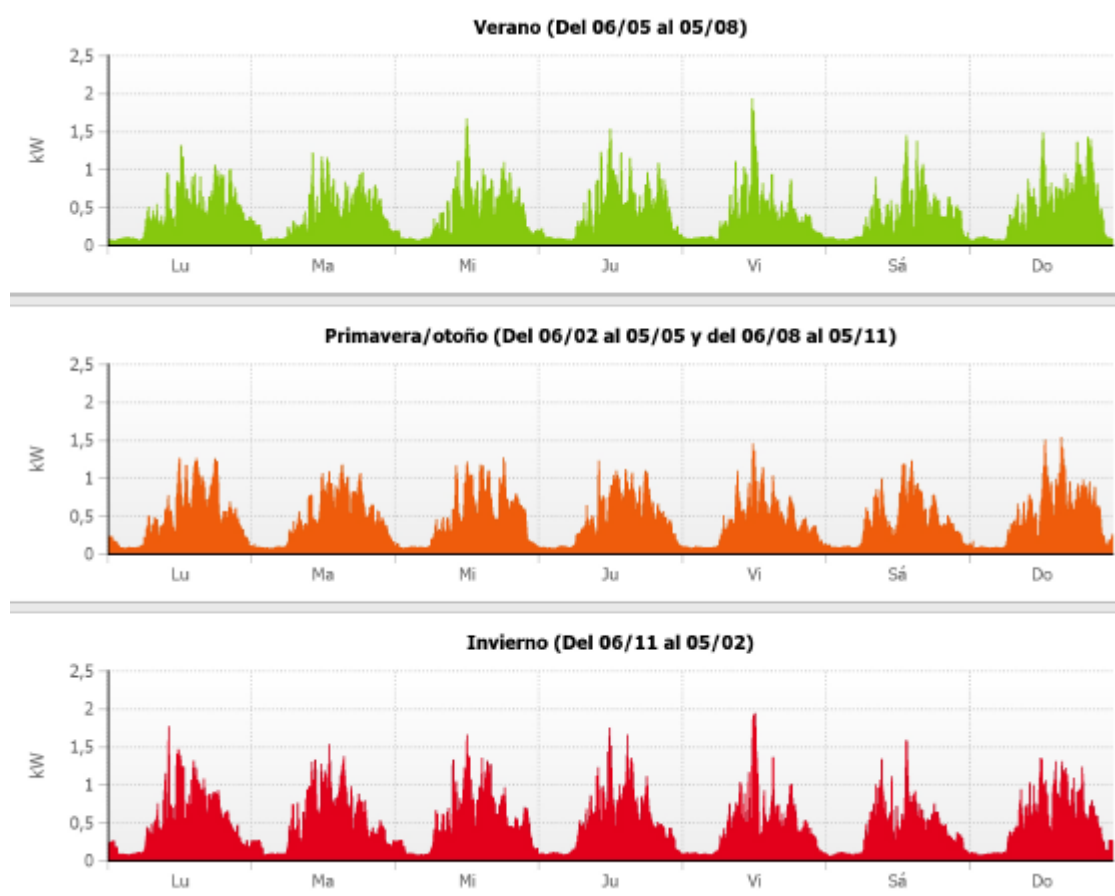 Verano (Del 06/05 al 05/08)
2,5
2
1,5
1
0,5
0
kW
Lu Ma Mi Ju Vi Sá Do
Primavera/otoño (Del 06/02 al 05/05 y del 06/08 al 05/11)
2,5
2
1,5
1
0,5
0
kW
Lu Ma Mi Ju Vi Sá Do
Invierno (Del 06/11 al 05/02)
2,5
2
1,5
1
0,5
0
kW
Lu Ma Mi Ju Vi Sá Do